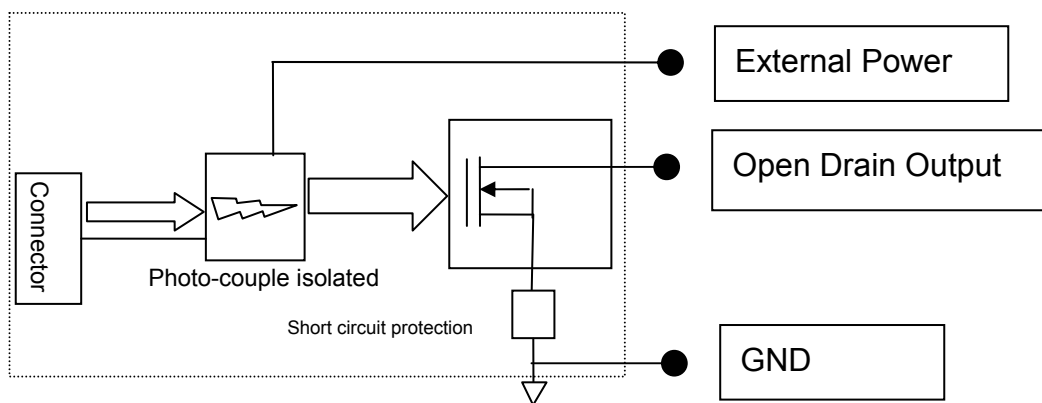 External Power
Open Drain Output
Connector
Photo-couple isolated
Short circuit protection
GND